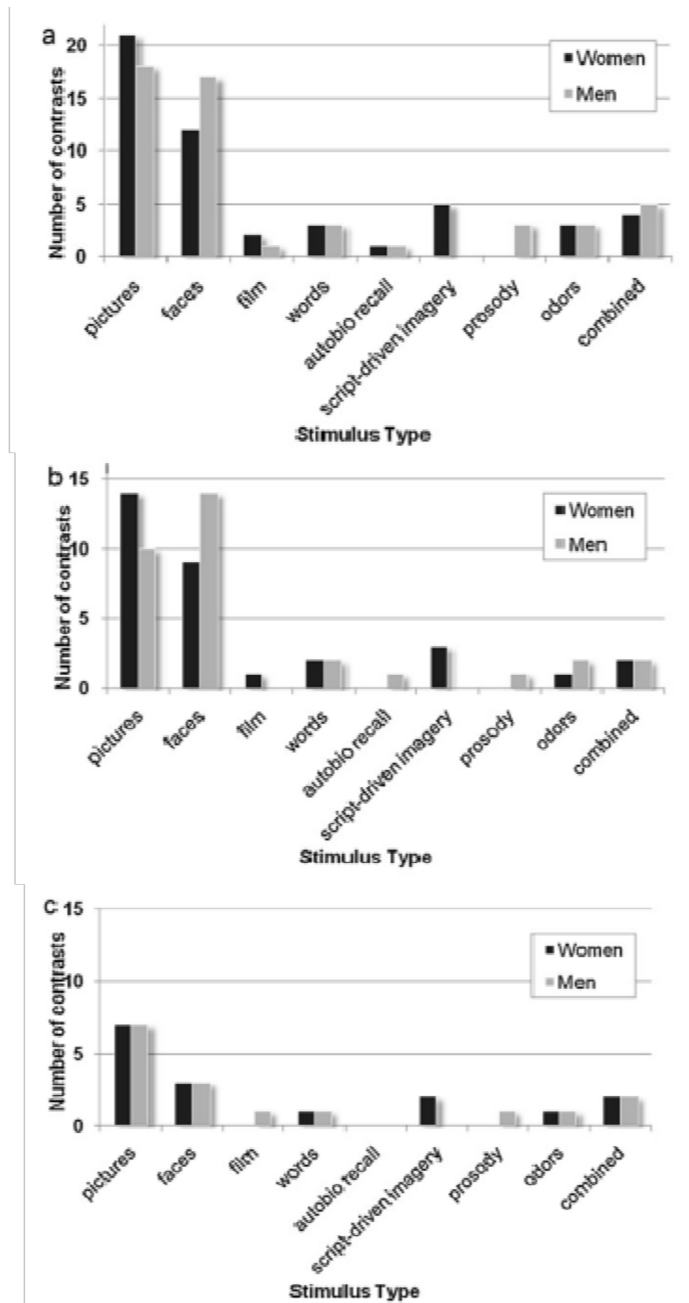 a
20
15
10
5
0
Number of contrasts
Women
Men
pictures
faces
film
words
autobio recall
script-driven imagery
prosody
odors
combined
Stimulus Type
b
15
10
5
0
Number of contrasts
Women
Men
pictures
faces
film
words
autobio recall
script-driven imagery
prosody
odors
combined
Stimulus Type
c
15
10
5
0
Number of contrasts
Women
Men
pictures
faces
film
words
autobio recall
script-driven imagery
prosody
odors
combined
Stimulus Type